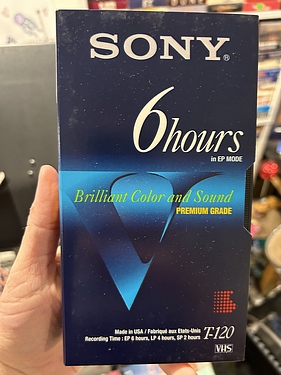 SONY®
6 hours
in EP MODE
Brilliant Color and Sound
PREMIUM GRADE
Made in USA / Fabriqué aux Etats-Unis
Recording Time : EP 6 hours, LP 4 hours, SP 2 hours
T-120
VHS